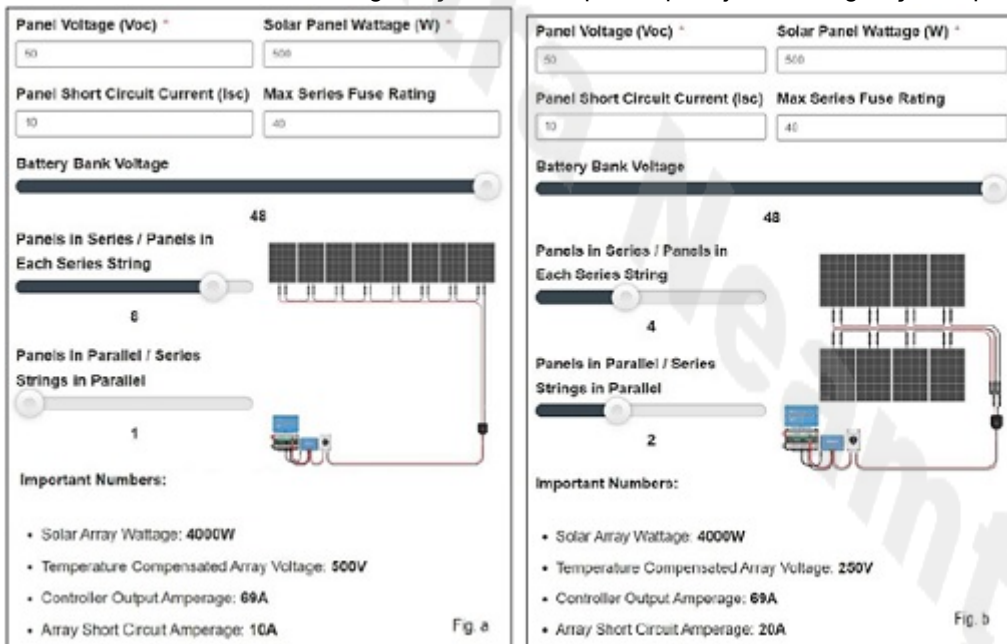 Panel Voltage (Voc) *
Solar Panel Wattage (W) *
50
500
Panel Short Circuit Current (Isc)
Max Series Fuse Rating
10
40
Battery Bank Voltage
48
Panels in Series / Panels in
Each Series String
8
Panels in Parallel / Series
Strings in Parallel
1
Important Numbers:
• Solar Array Wattage: 4000W
• Temperature Compensated Array Voltage: 500V
• Controller Output Amperage: 69A
• Array Short Circuit Amperage: 10A
Fig. a
Panel Voltage (Voc) *
Solar Panel Wattage (W) *
50
500
Panel Short Circuit Current (Isc)
Max Series Fuse Rating
10
40
Battery Bank Voltage
48
Panels in Series / Panels in
Each Series String
4
Panels in Parallel / Series
Strings in Parallel
2
Important Numbers:
• Solar Array Wattage: 4000W
• Temperature Compensated Array Voltage: 250V
• Controller Output Amperage: 69A
• Array Short Circuit Amperage: 20A
Fig. b